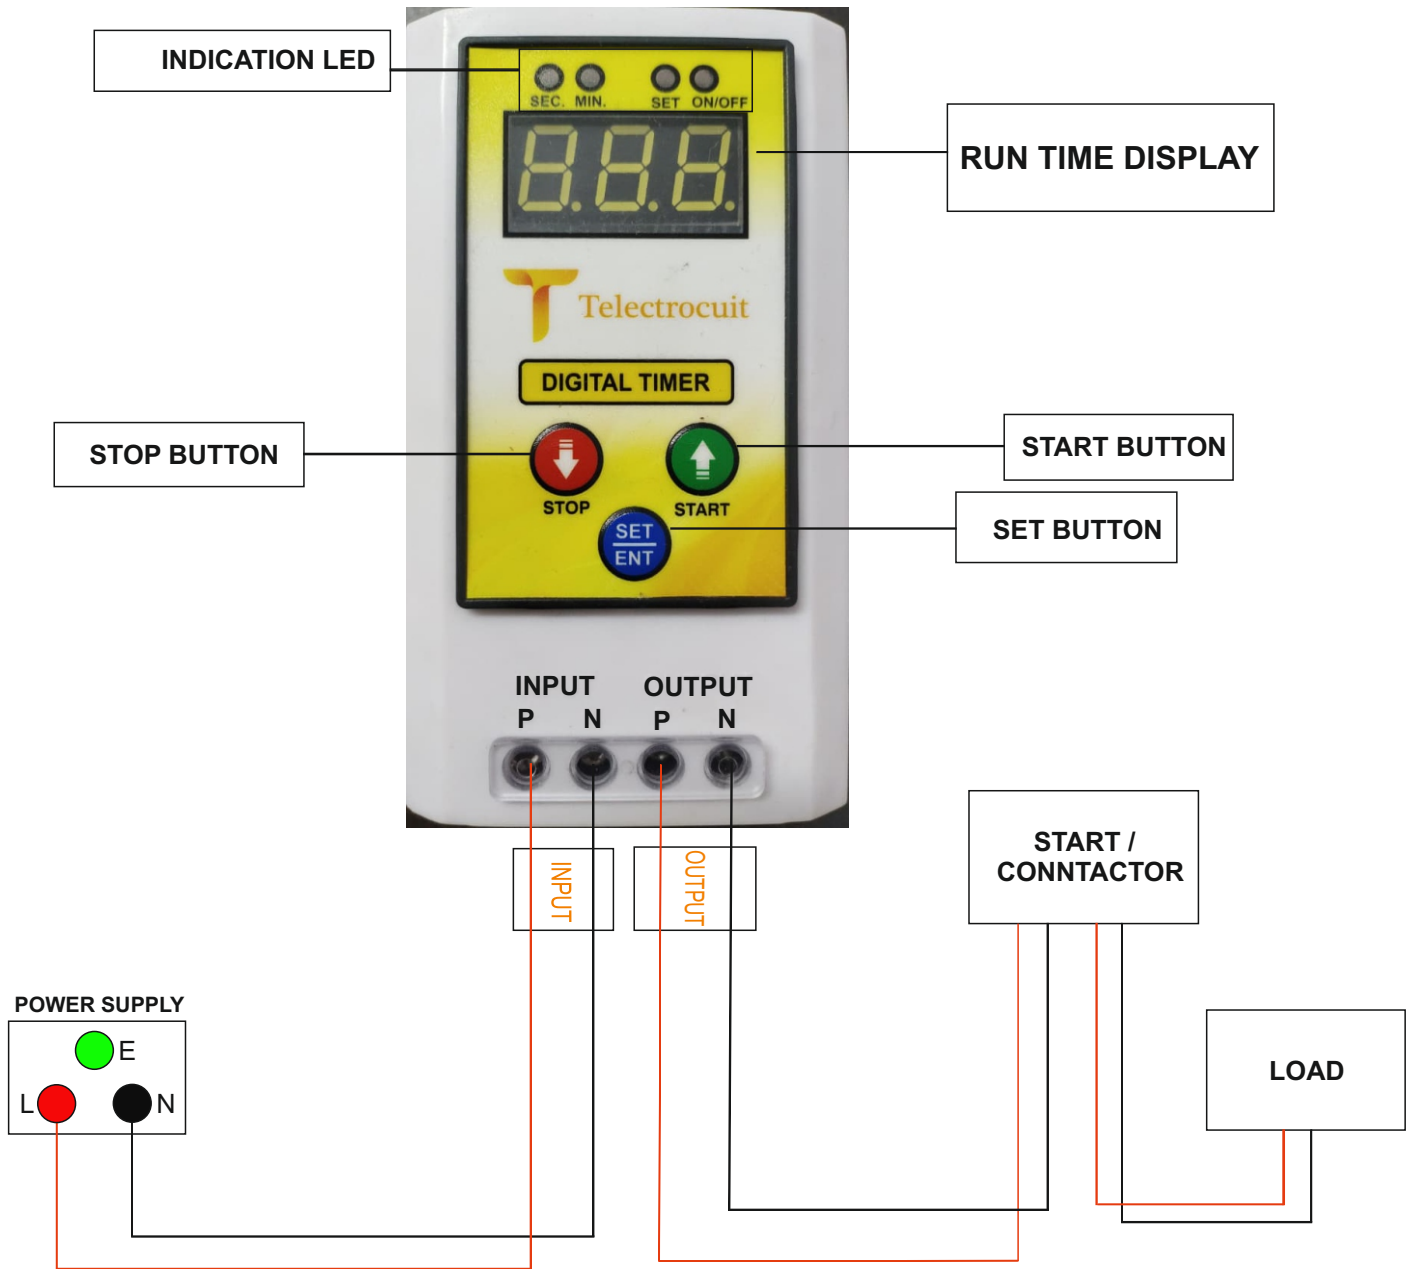 INDICATION LED
SEC. MIN. SET ON/OFF
8.8.8.
RUN TIME DISPLAY
Telectrocuit
DIGITAL TIMER
STOP BUTTON
START BUTTON
STOP
START
SET
ENT
SET BUTTON
INPUT OUTPUT
P N P N
START /
CONNTACTOR
INPUT
OUTPUT
POWER SUPPLY
E
L N
LOAD